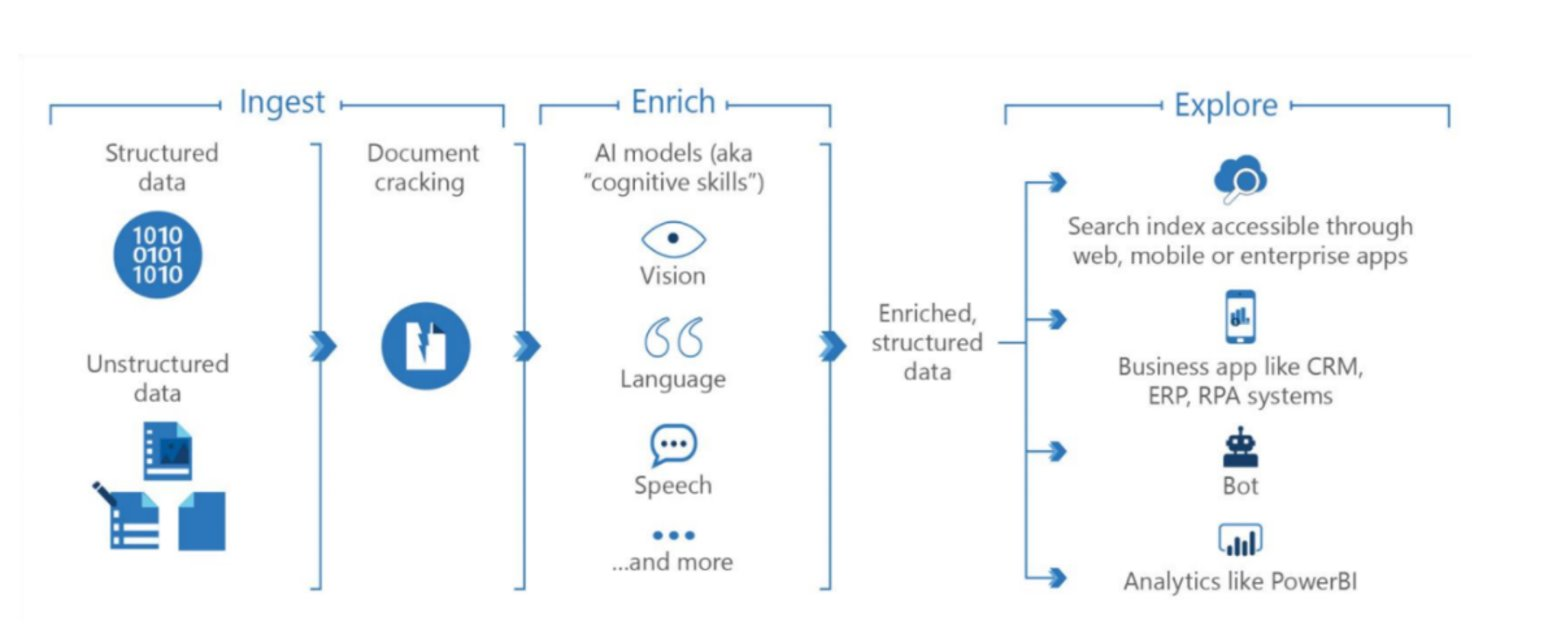 Ingest
Structured
data
1010
0101
1010
Unstructured
data
Document
cracking
Enrich
AI models (aka
“cognitive skills”)
Vision
Language
Speech
...and more
Enriched,
structured
data
Explore
Search index accessible through
web, mobile or enterprise apps
Business app like CRM,
ERP, RPA systems
Bot
Analytics like PowerBI